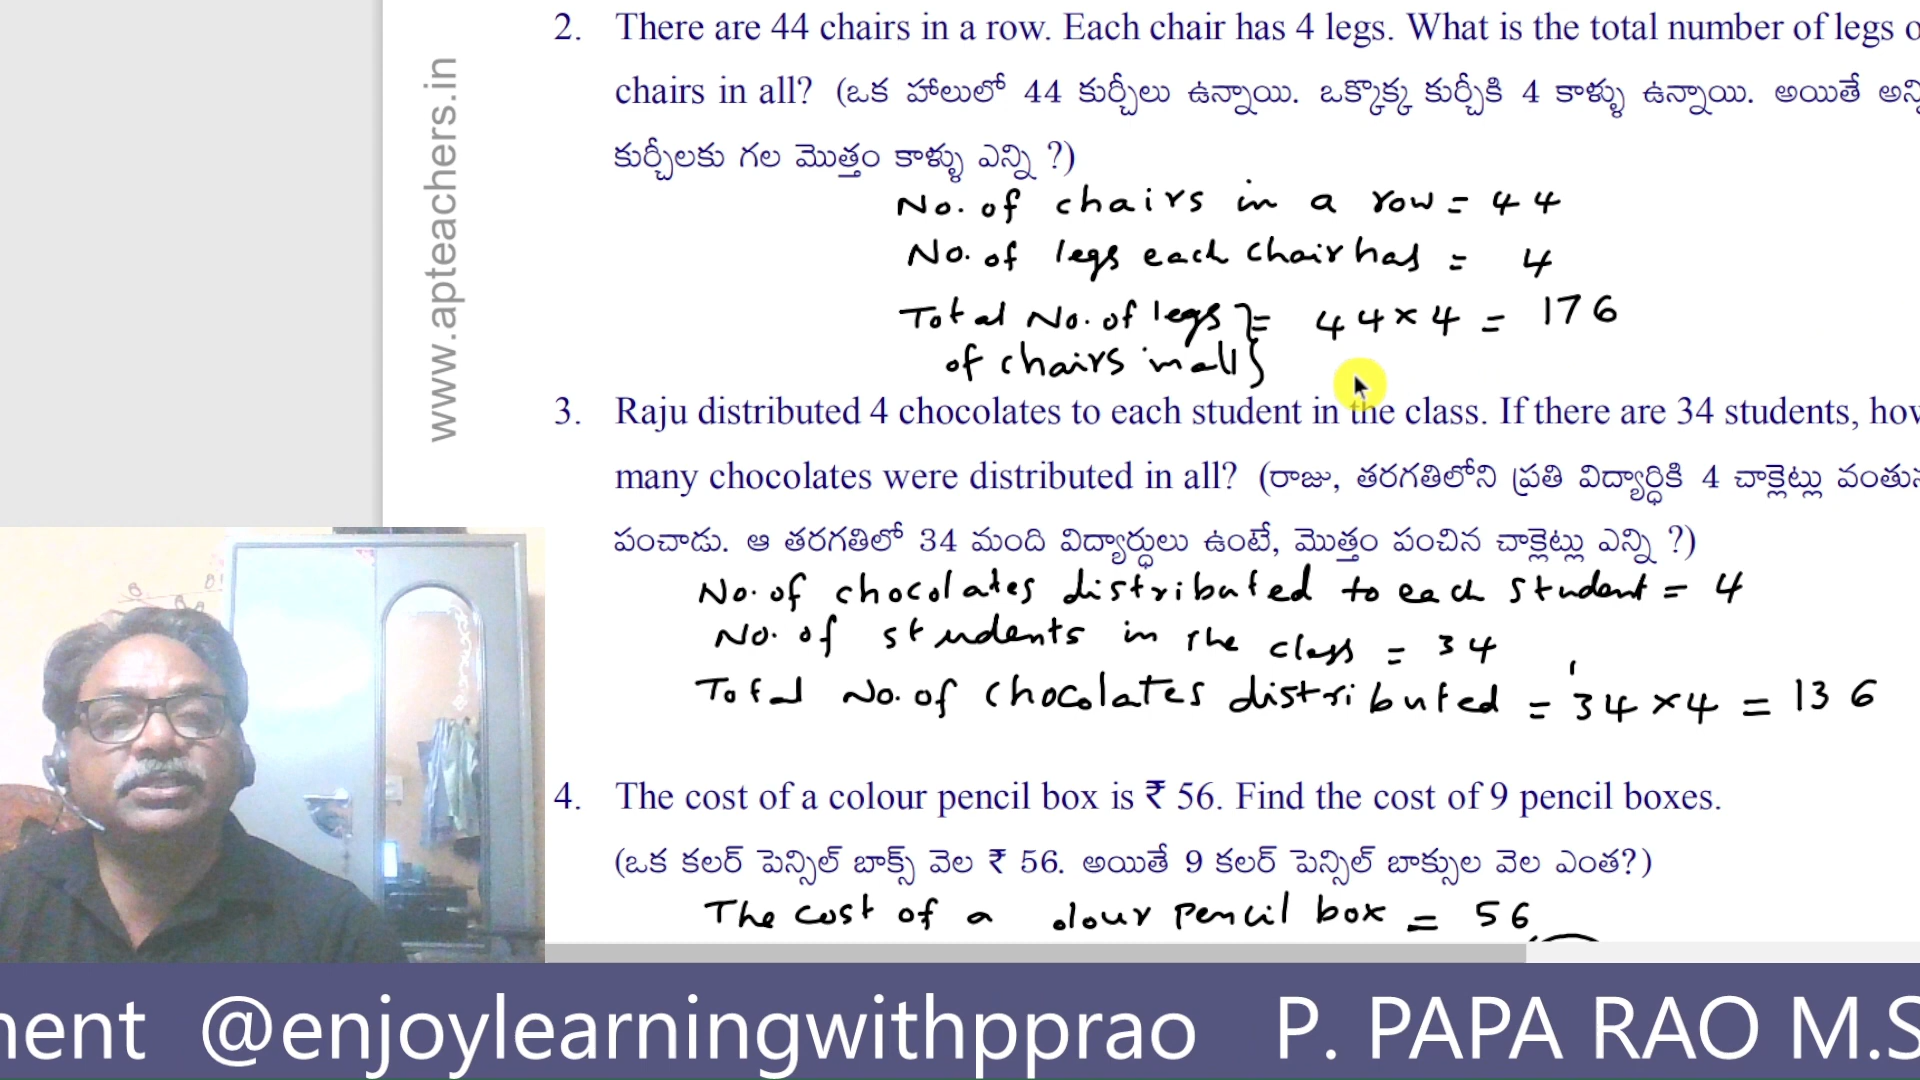 2. There are 44 chairs in a row. Each chair has 4 legs. What is the total number of legs o
chairs in all? (ఒక హాలులో 44 కుర్చీలు ఉన్నాయి. ఒక్కొక్క కుర్చీకి 4 కాళ్ళు ఉన్నాయి. అయితే అన్ని
కుర్చీలకు గల మొత్తం కాళ్ళు ఎన్ని ?)
No. of chairs in a row = 44
No. of legs each chair has = 4
Total No. of legs } = 44 × 4 = 176
of chairs in all }
3. Raju distributed 4 chocolates to each student in the class. If there are 34 students, how
many chocolates were distributed in all? (రాజు, తరగతిలోని ప్రతి విద్యార్ధికి 4 చాక్లెట్లు వంతున
పంచాడు. ఆ తరగతిలో 34 మంది విద్యార్థులు ఉంటే, మొత్తం పంచిన చాక్లెట్లు ఎన్ని ?)
No. of chocolates distributed to each student = 4
No. of students in the class = 34
1
Total No. of chocolates distributed = 34 × 4 = 136
4. The cost of a colour pencil box is ₹ 56. Find the cost of 9 pencil boxes.
(ఒక కలర్ పెన్సిల్ బాక్స్ వెల ₹ 56. అయితే 9 కలర్ పెన్సిల్ బాక్సుల వెల ఎంత?)
The cost of a olour pencil box = 56
www.apteachers.in
ment @enjoylearningwithpprao P. PAPA RAO M.S